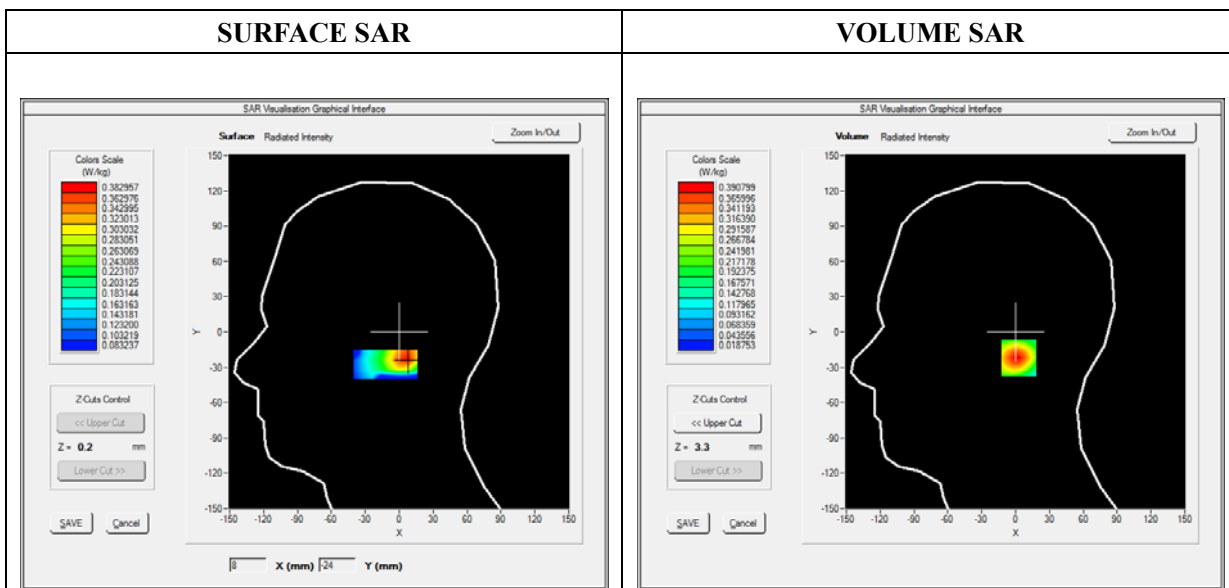 SURFACE SAR
VOLUME SAR
SAR Visualisation Graphical Interface
Surface Radiated Intensity
Zoom In/Out
Colors Scale
(W/kg)
0.382957
0.362976
0.342995
0.323013
0.303032
0.283051
0.263069
0.243088
0.223107
0.203125
0.183144
0.163163
0.143181
0.123200
0.103219
0.083237
150
120
90
60
30
0
-30
-60
-90
-120
-150
Y
-150 -120 -90 -60 -30 0 30 60 90 120 150
X
Z-Cuts Control
<< Upper Cut
Z = 0.2 mm
Lower Cut >>
SAVE Cancel
8 X (mm) -24 Y (mm)
SAR Visualisation Graphical Interface
Volume Radiated Intensity
Zoom In/Out
Colors Scale
(W/kg)
0.390799
0.365996
0.341193
0.316390
0.291587
0.266784
0.241981
0.217178
0.192375
0.167571
0.142768
0.117965
0.093162
0.068359
0.043556
0.018753
150
120
90
60
30
0
-30
-60
-90
-120
-150
Y
-150 -120 -90 -60 -30 0 30 60 90 120 150
X
Z-Cuts Control
<< Upper Cut
Z = 3.3 mm
Lower Cut >>
SAVE Cancel